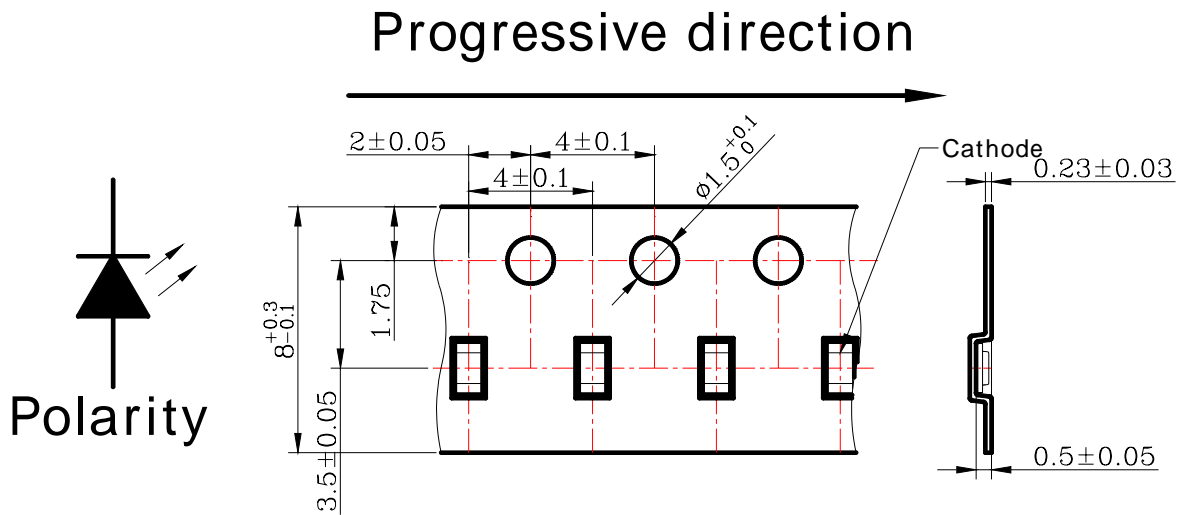 Progressive direction
2±0.05
4±0.1
4±0.1
ø1.5 +0.1 0
Cathode
0.23±0.03
8 +0.3 -0.1
1.75
3.5±0.05
Polarity
0.5±0.05